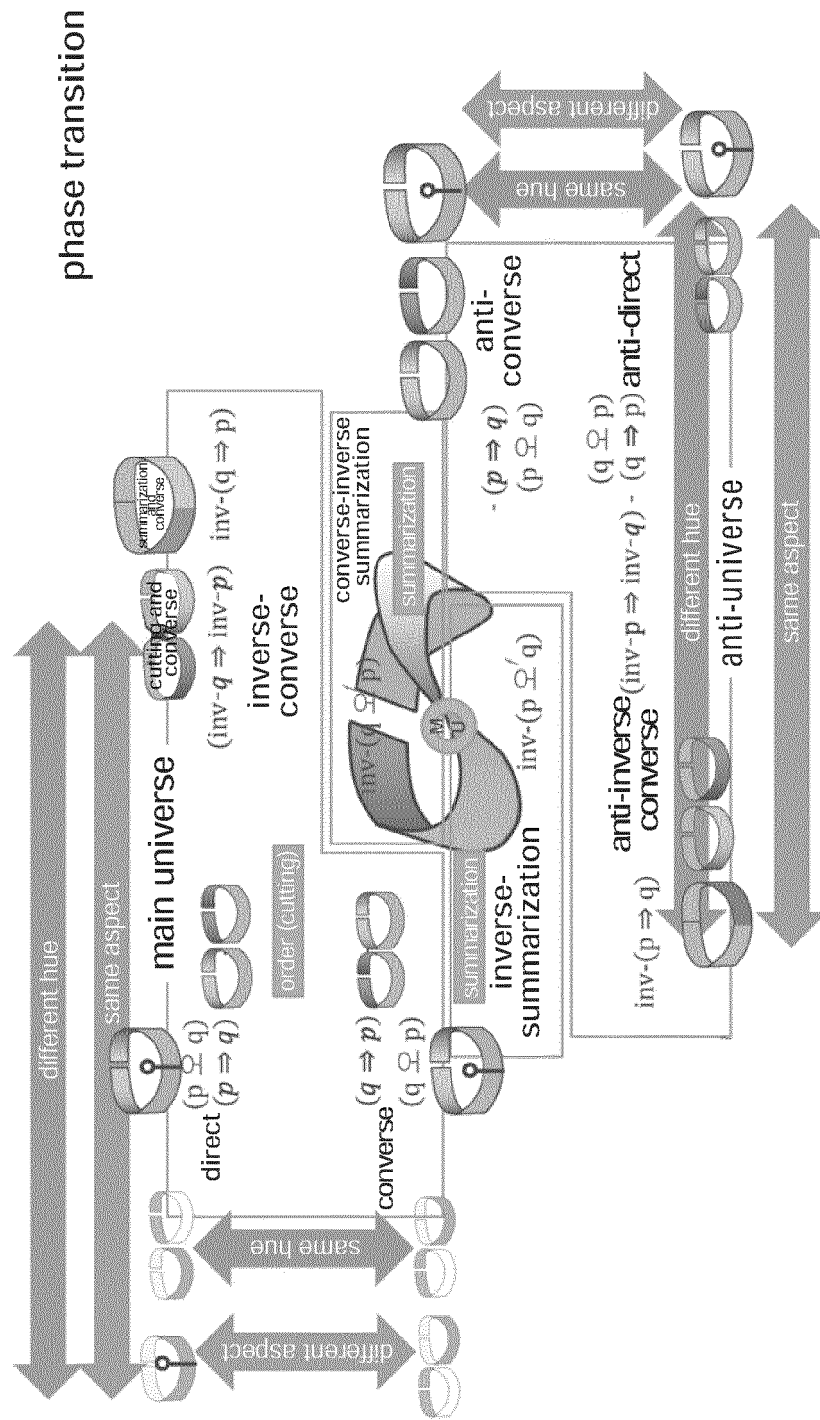 phase transition
different hue
same aspect
main universe
direct
(p ⫯ q)
(p ⇒ q)
order (cutting)
(q ⇒ p)
(q ⫯ p)
converse
same hue
different aspect
cutting and
converse
summarization
and
converse
(inv-q ⇒ inv-p)
inv-(q ⇒ p)
inverse-
converse
converse-inverse
summarization
summarization
M
U
summarization
inverse-
summarization
anti-
converse
- (p ⇒ q)
(q ⇒ p)
anti-direct
(inv-p ⇒ inv-q)
- (q ⇒ p)
anti-inverse
converse
inv-(p ⇒ q)
different hue
anti-universe
same aspect
same hue
different aspect